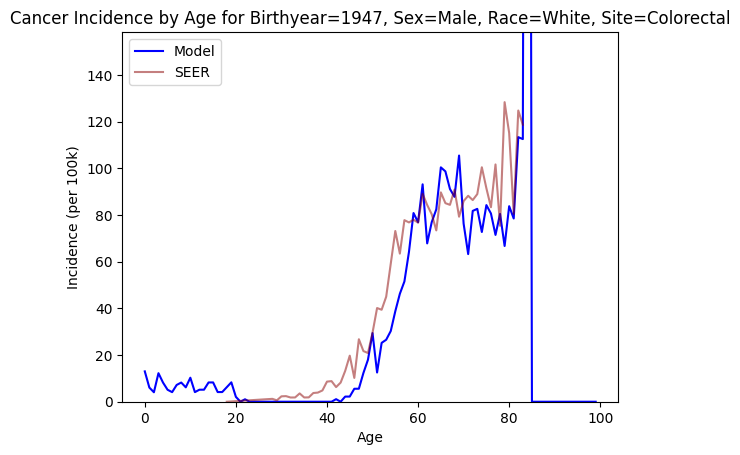 Cancer Incidence by Age for Birthyear=1947, Sex=Male, Race=White, Site=Colorectal
Model
SEER
Incidence (per 100k)
140
120
100
80
60
40
20
0
0 20 40 60 80 100
Age